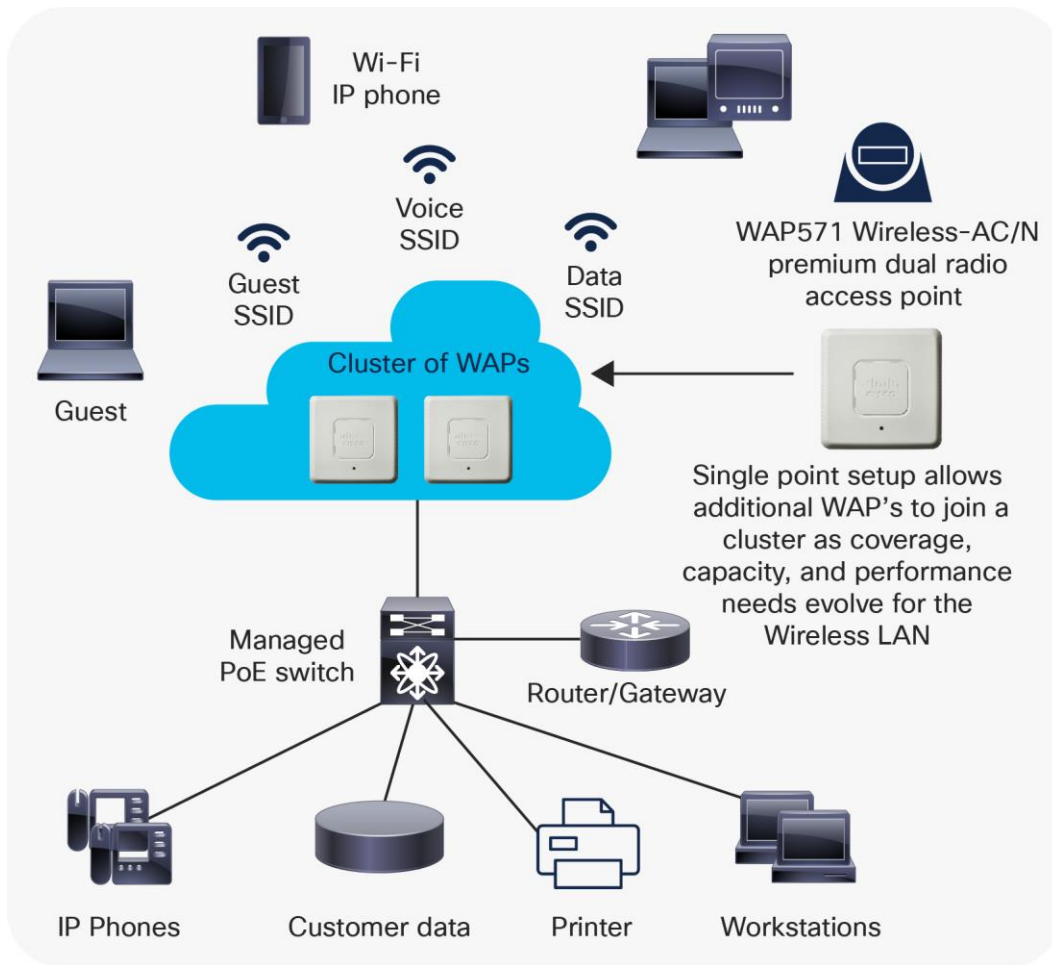 Wi-Fi
IP phone
Voice
SSID
Guest
SSID
Data
SSID
WAP571 Wireless-AC/N
premium dual radio
access point
Guest
Cluster of WAPs
Single point setup allows
additional WAP's to join a
cluster as coverage,
capacity, and performance
needs evolve for the
Wireless LAN
Managed
PoE switch
Router/Gateway
IP Phones
Customer data
Printer
Workstations